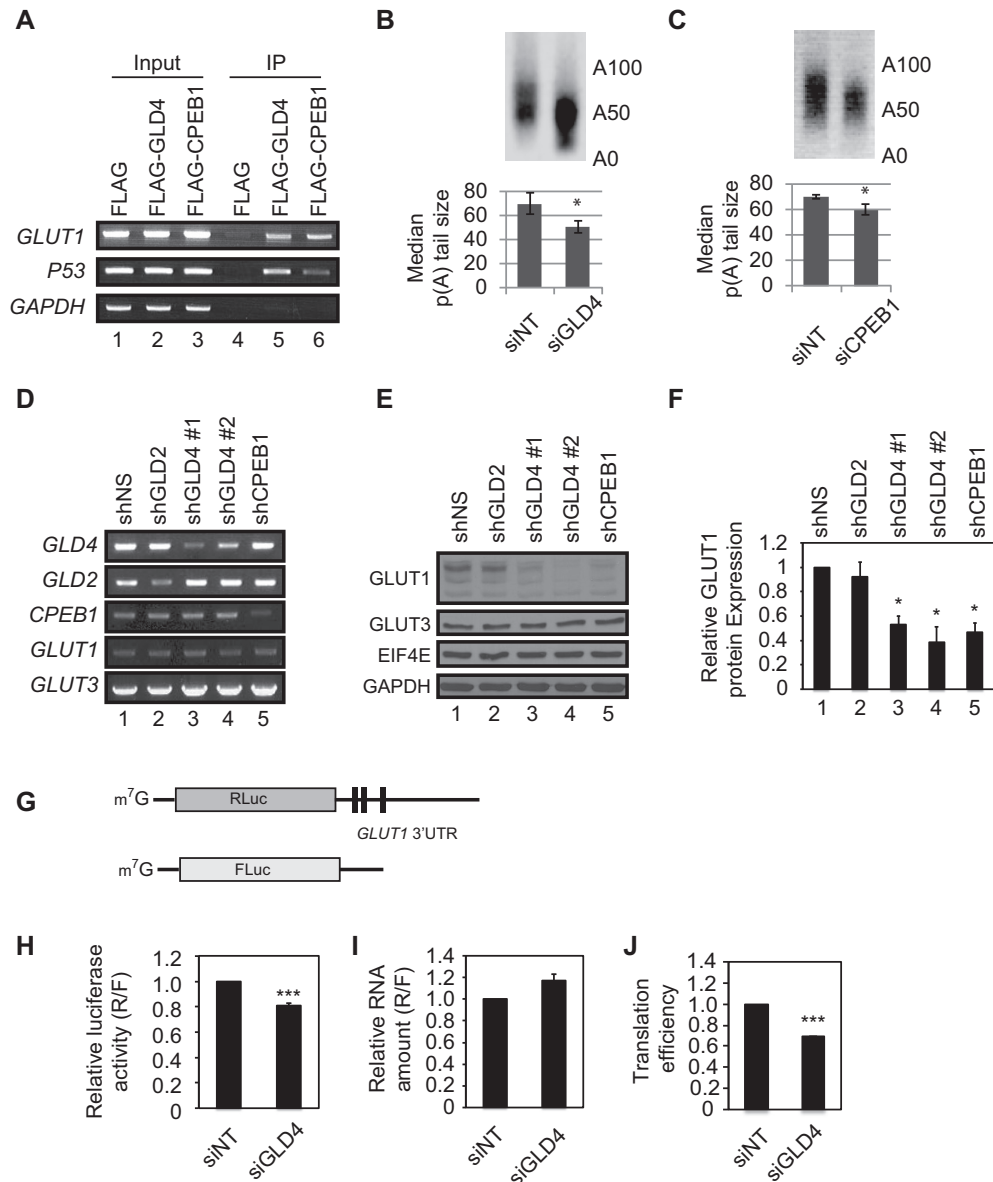 A
Input
IP
FLAG
FLAG-GLD4
FLAG-CPEB1
FLAG
FLAG-GLD4
FLAG-CPEB1
GLUT1
P53
GAPDH
1 2 3 4 5 6
B
A100
A50
A0
Median
p(A) tail size
80
60
40
20
0
*
siNT
siGLD4
C
A100
A50
A0
Median
p(A) tail size
80
60
40
20
0
*
siNT
siCPEB1
D
shNS
shGLD2
shGLD4 #1
shGLD4 #2
shCPEB1
GLD4
GLD2
CPEB1
GLUT1
GLUT3
1 2 3 4 5
E
shNS
shGLD2
shGLD4 #1
shGLD4 #2
shCPEB1
GLUT1
GLUT3
EIF4E
GAPDH
1 2 3 4 5
F
shNS
shGLD2
shGLD4 #1
shGLD4 #2
shCPEB1
Relative GLUT1
protein Expression
1.2
1
0.8
0.6
0.4
0.2
0
* * *
1 2 3 4 5
G
m⁷G
RLuc
GLUT1 3'UTR
m⁷G
FLuc
H
Relative luciferase
activity (R/F)
1.2
1.0
0.8
0.6
0.4
0.2
0
***
siNT
siGLD4
I
Relative RNA
amount (R/F)
1.4
1.2
1.0
0.8
0.6
0.4
0.2
0
siNT
siGLD4
J
Translation
efficiency
1.4
1.2
1.0
0.8
0.6
0.4
0.2
0
***
siNT
siGLD4